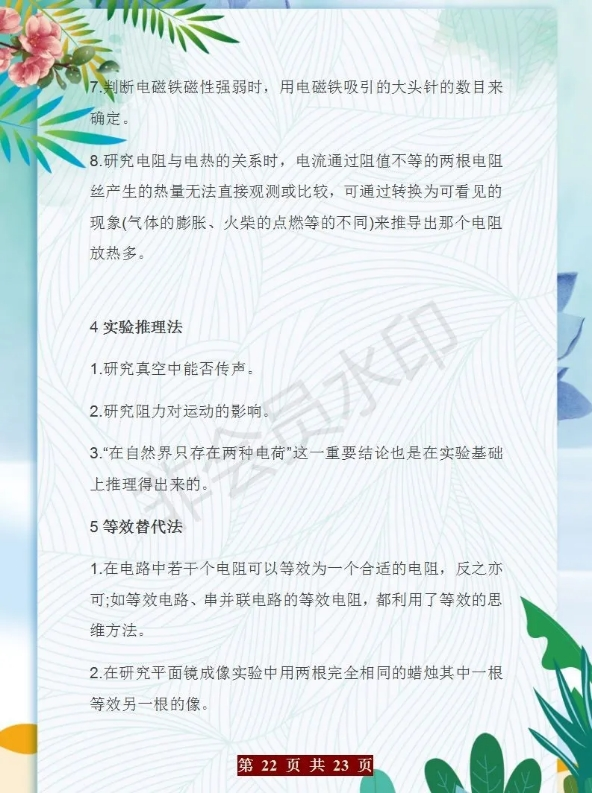 7.判断电磁铁磁性强弱时，用电磁铁吸引的大头针的数目来
确定。
8.研究电阻与电热的关系时，电流通过阻值不等的两根电阻
丝产生的热量无法直接观测或比较，可通过转换为可看见的
现象(气体的膨胀、火柴的点燃等的不同)来推导出那个电阻
放热多。
4 实验推理法
1.研究真空中能否传声。
2.研究阻力对运动的影响。
3.“在自然界只存在两种电荷”这一重要结论也是在实验基础
上推理得出来的。
非会员水印
5 等效替代法
1.在电路中若干个电阻可以等效为一个合适的电阻，反之亦
可;如等效电路、串并联电路的等效电阻，都利用了等效的思
维方法。
2.在研究平面镜成像实验中用两根完全相同的蜡烛其中一根
等效另一根的像。
第 22 页 共 23 页